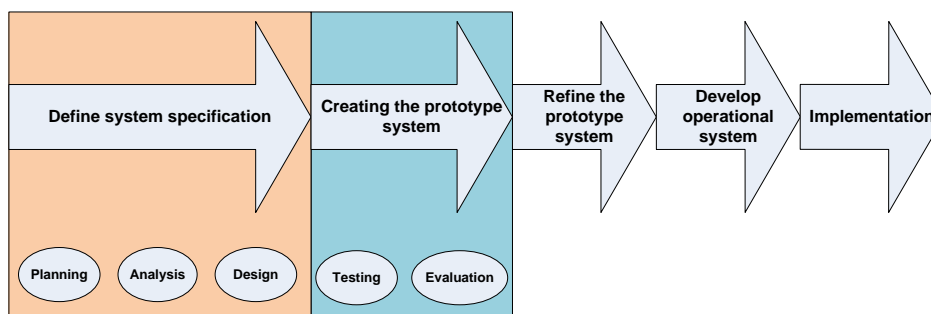 Define system specification
Creating the prototype
system
Refine the
prototype
system
Develop
operational
system
Implementation
Planning
Analysis
Design
Testing
Evaluation